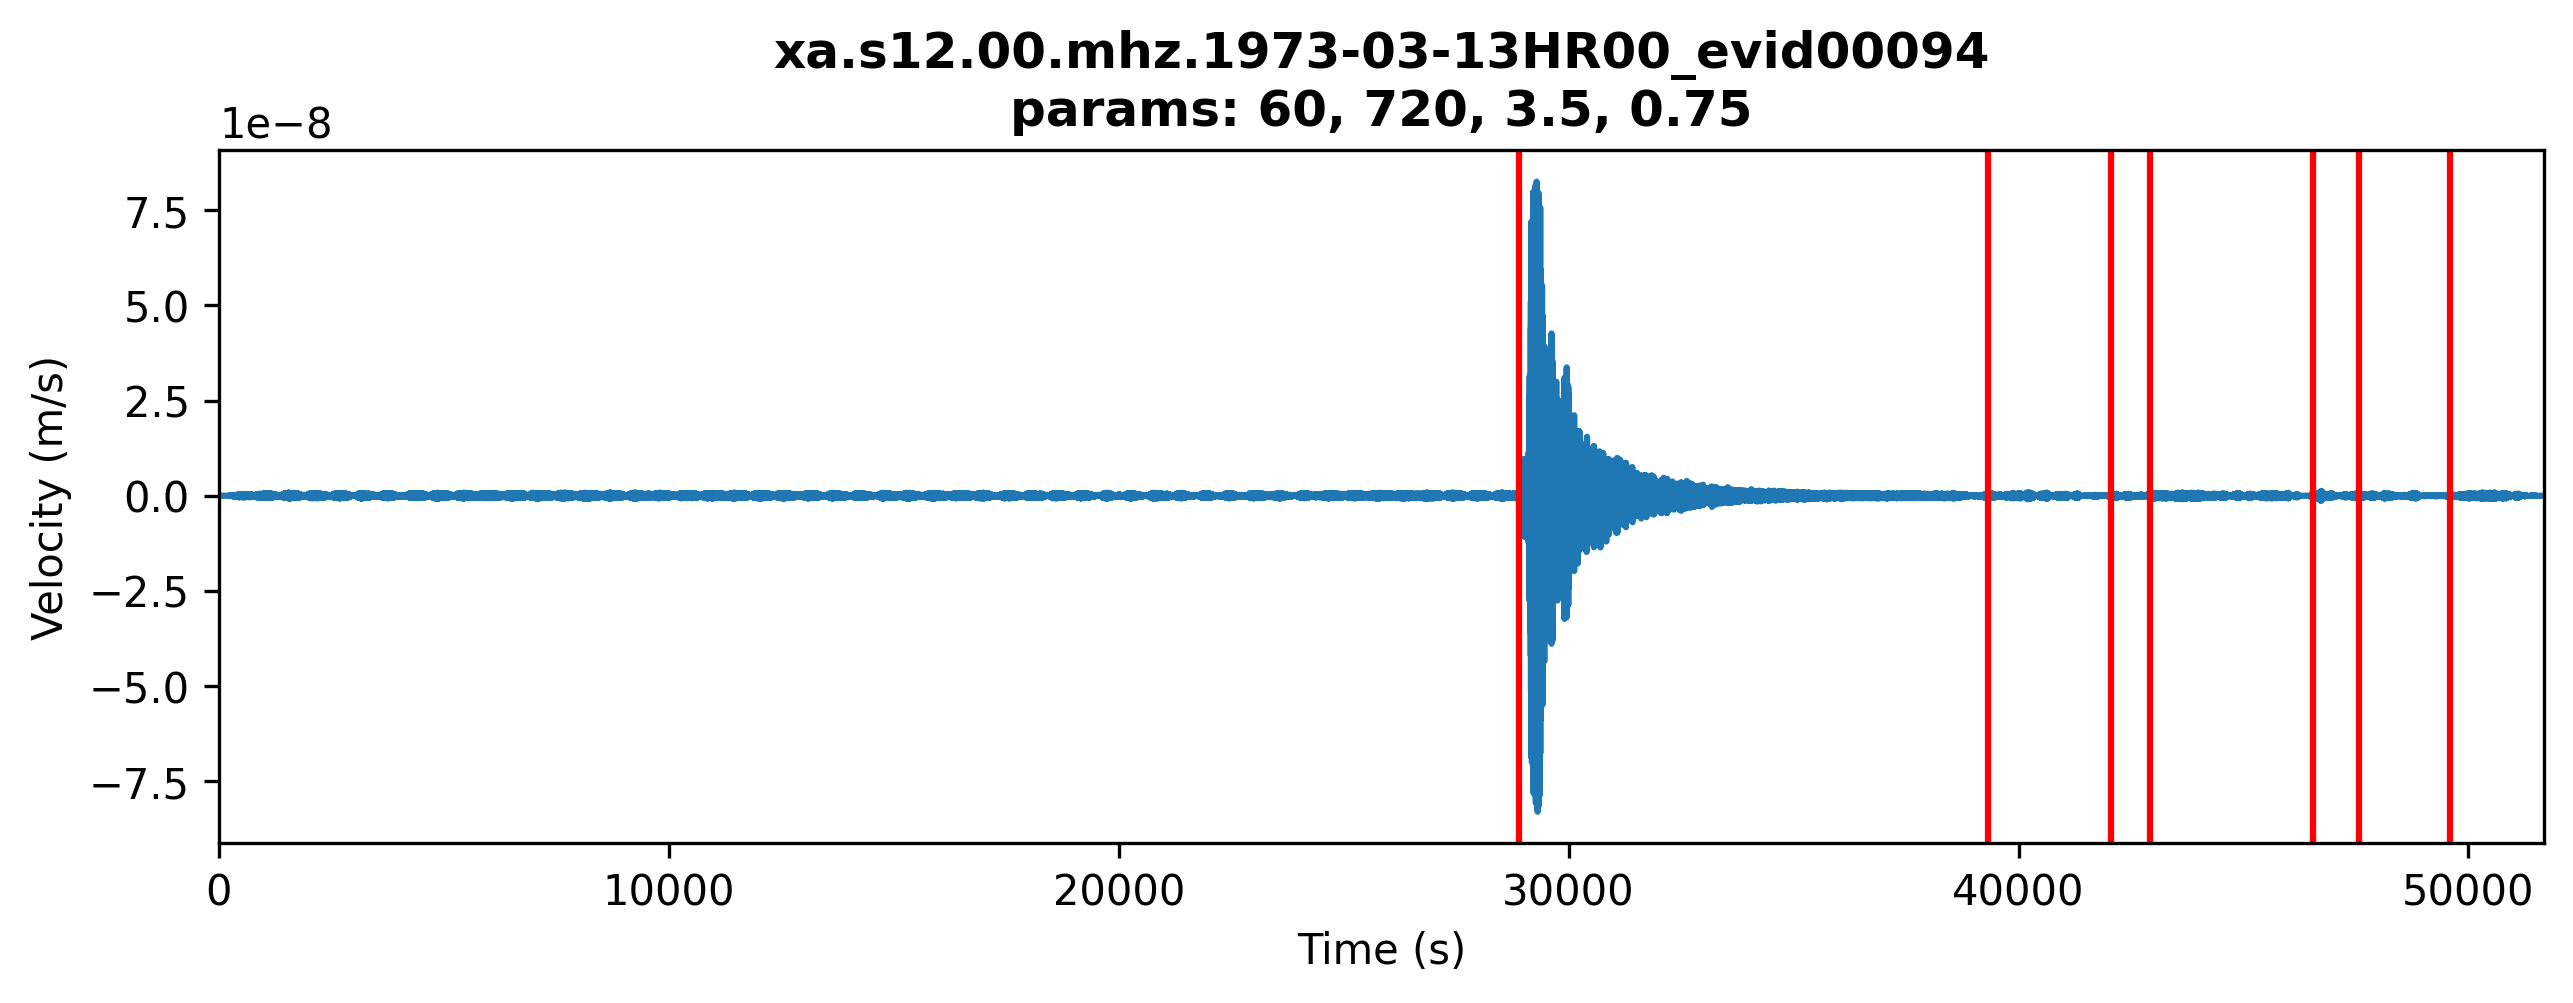 xa.s12.00.mhz.1973-03-13HR00_evid00094
params: 60, 720, 3.5, 0.75
1e−8
7.5
5.0
2.5
0.0
−2.5
−5.0
−7.5
Velocity (m/s)
0 10000 20000 30000 40000 50000
Time (s)